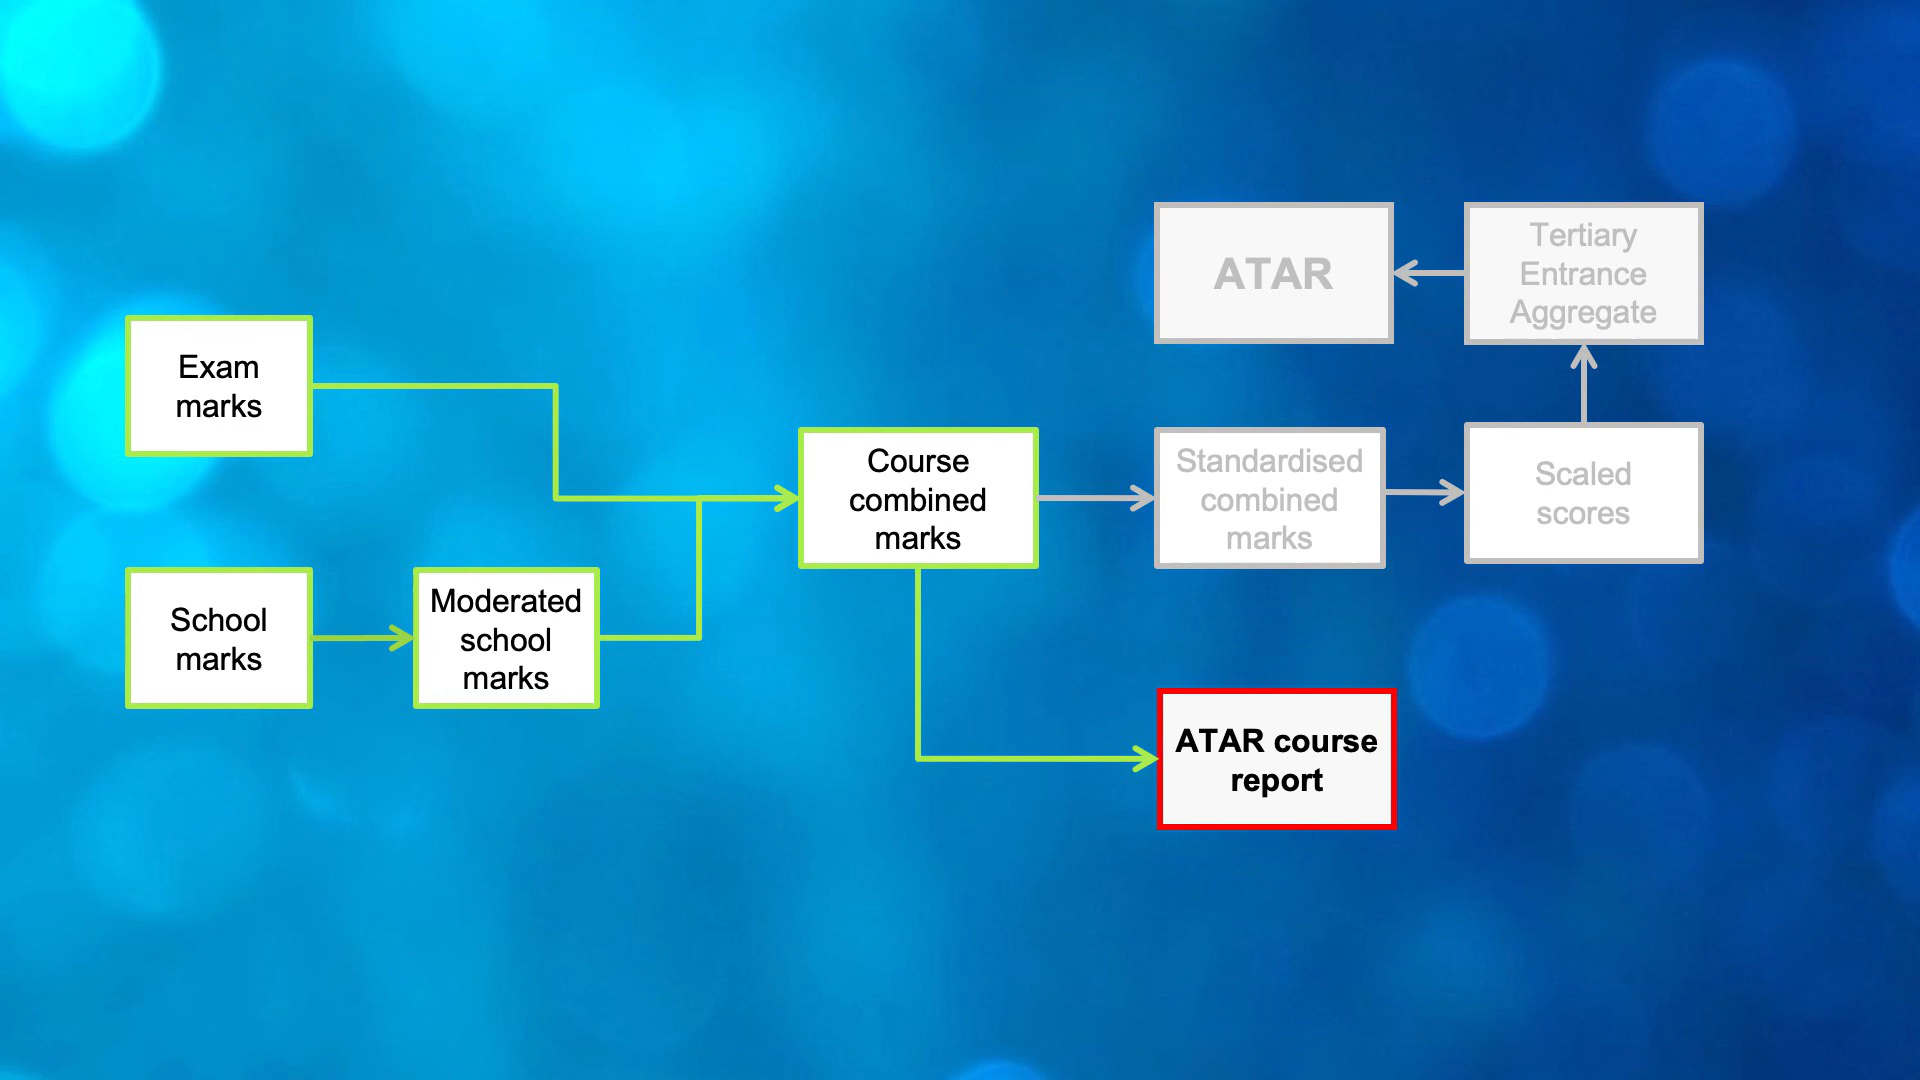 Exam
marks
School
marks
Moderated
school
marks
Course
combined
marks
Standardised
combined
marks
Scaled
scores
Tertiary
Entrance
Aggregate
ATAR
ATAR course
report